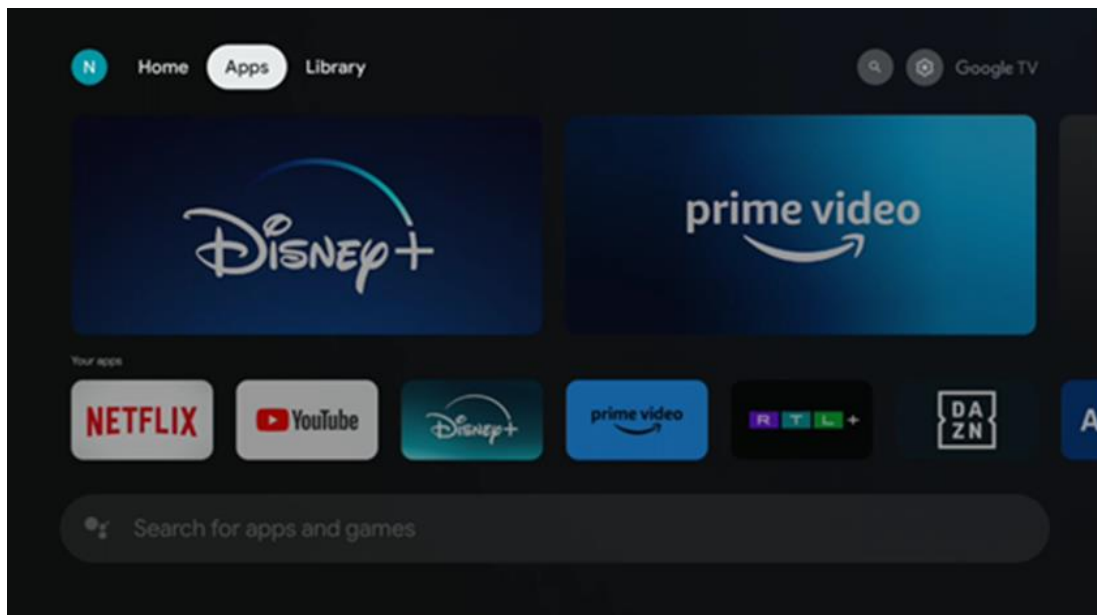 N Home Apps Library Google TV
Disney+ prime video
Your apps
NETFLIX YouTube Disney+ prime video RTL+ DAZN A
Search for apps and games